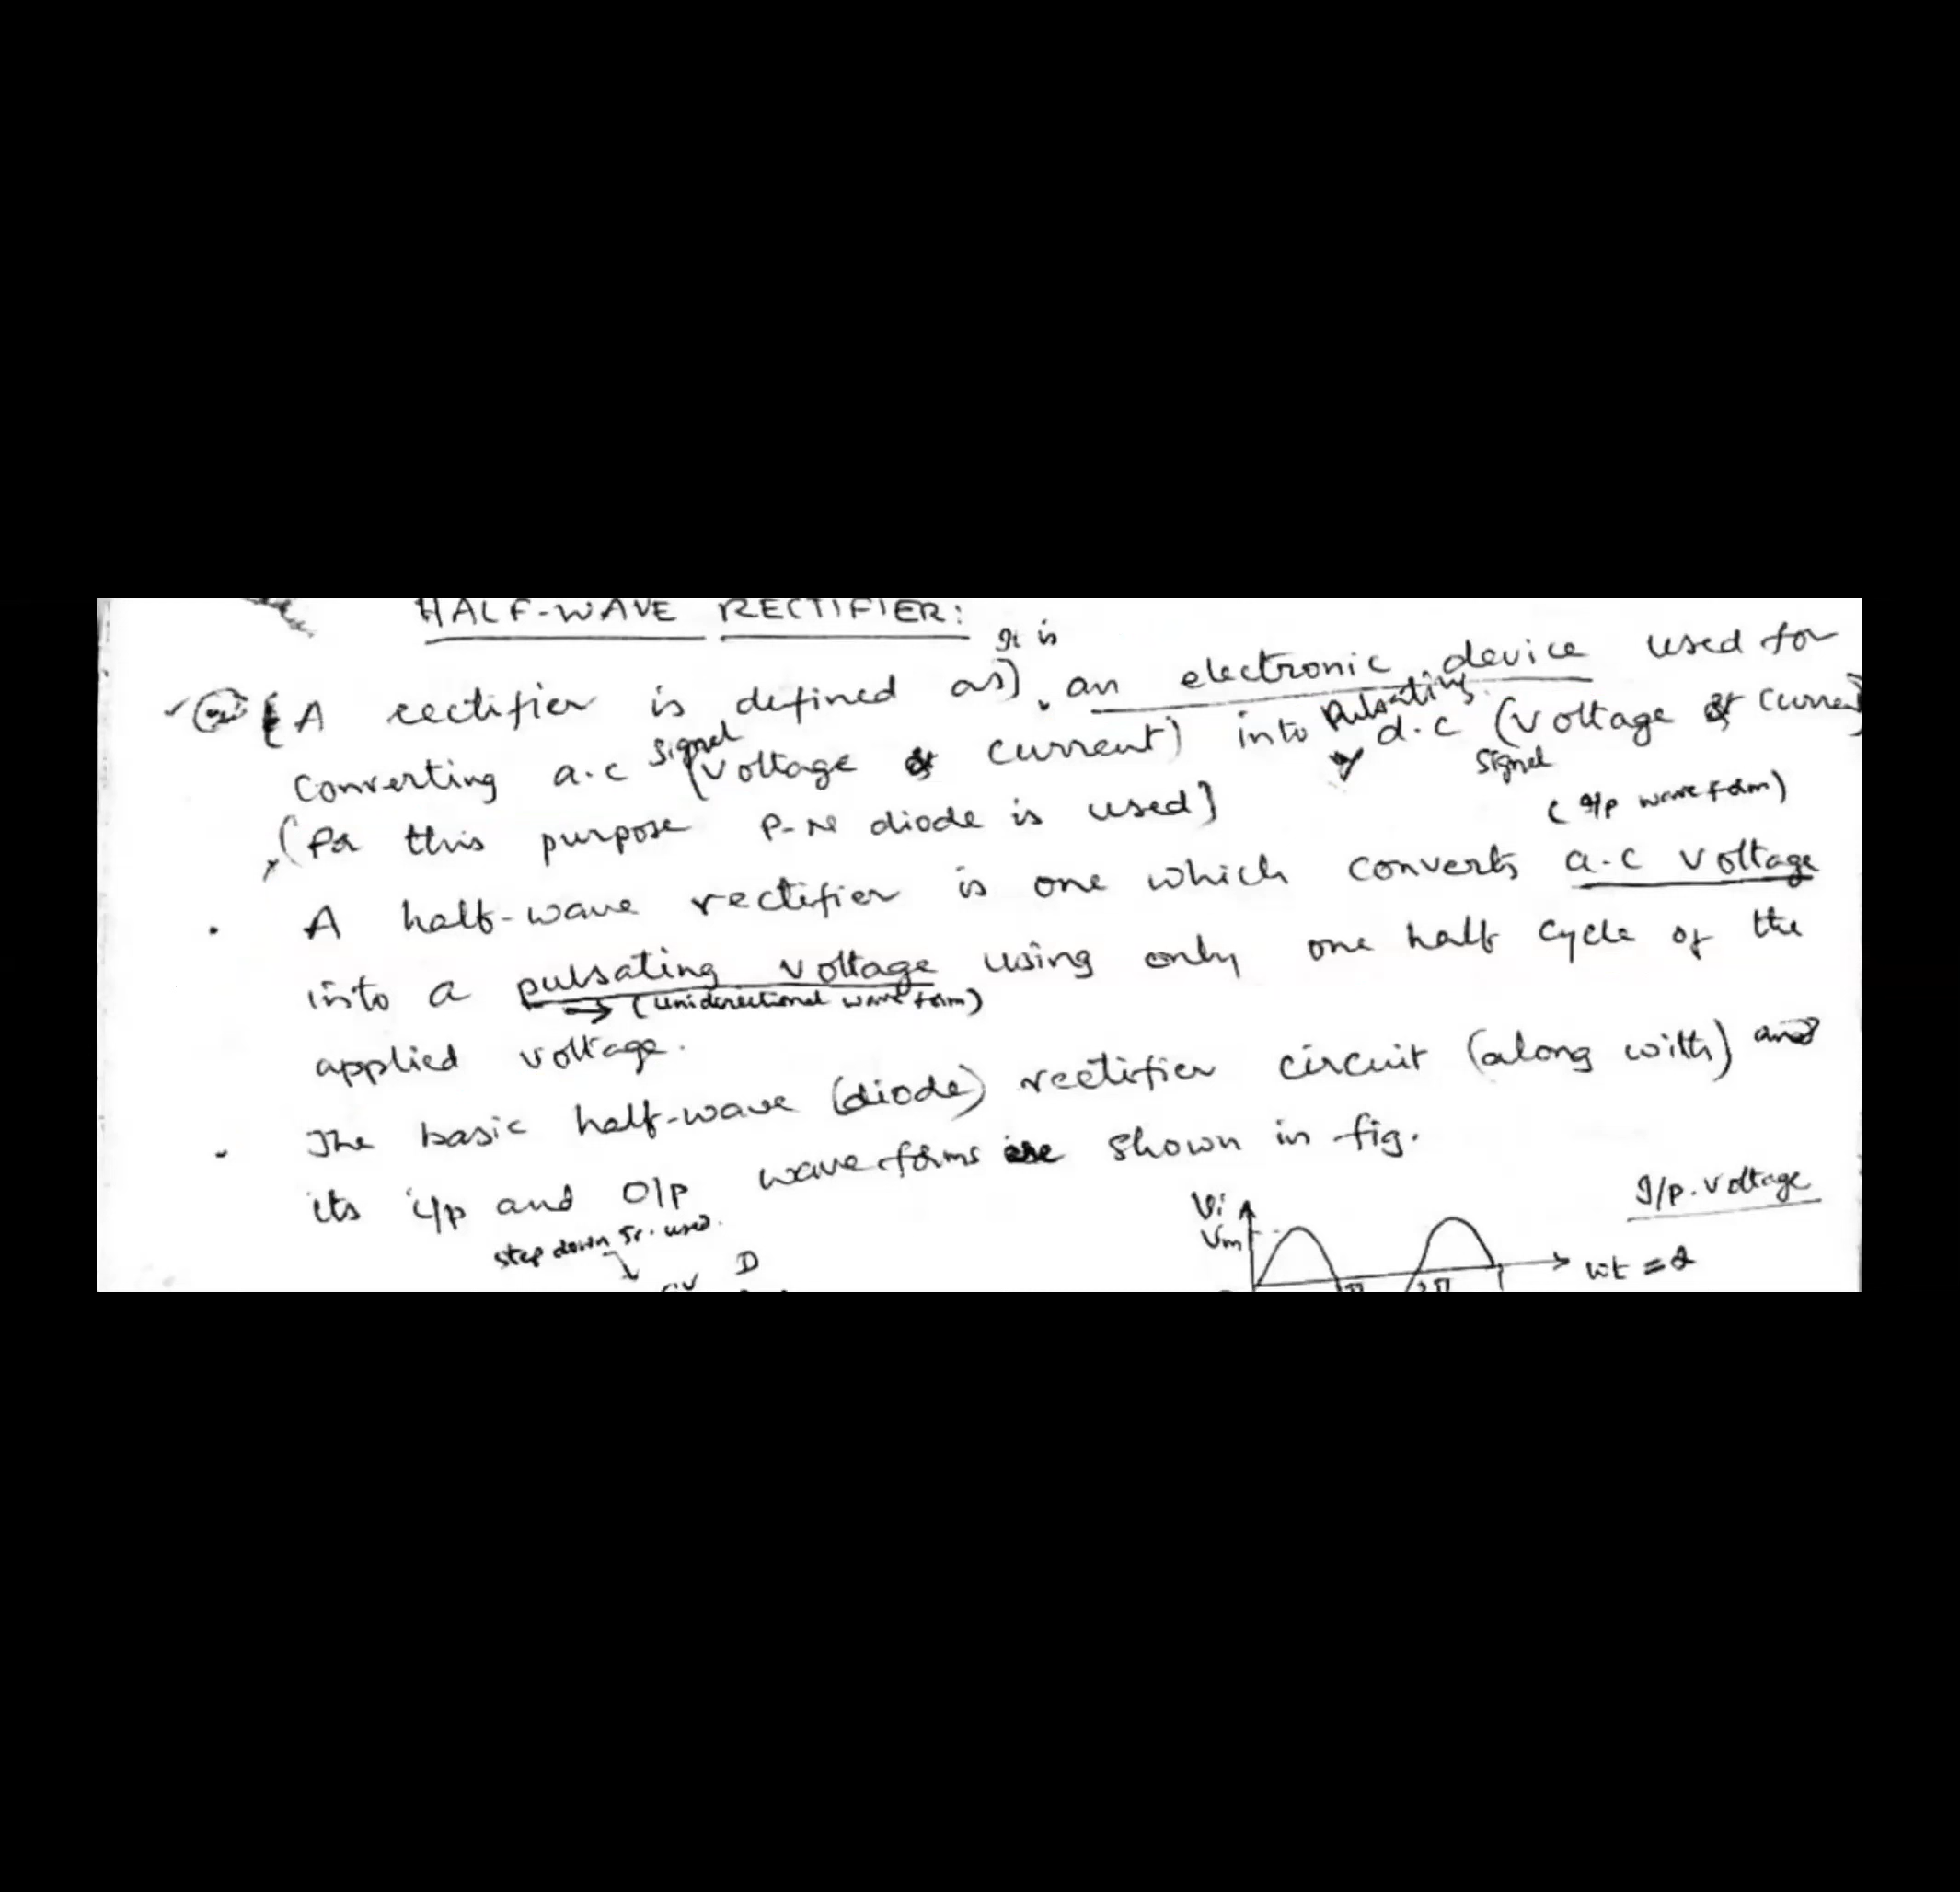 HALF-WAVE RECTIFIER:
It is
[A rectifier is defined as) an electronic device used for
signal pulsating
Converting a.c (voltage or current) into d.c (voltage or current)
signal
(For this purpose P-N diode is used] (i/p wave form)
. A half-wave rectifier is one which converts a.c voltage
into a pulsating voltage using only one half cycle of the
→ (unidirectional wave form)
applied voltage.
- The basic half-wave (diode) rectifier circuit (along with) and
its i/p and O/P wave forms are shown in fig.
step down Tr. used.
D
Vi
Vm
I/p. voltage
π 2π
wt = α